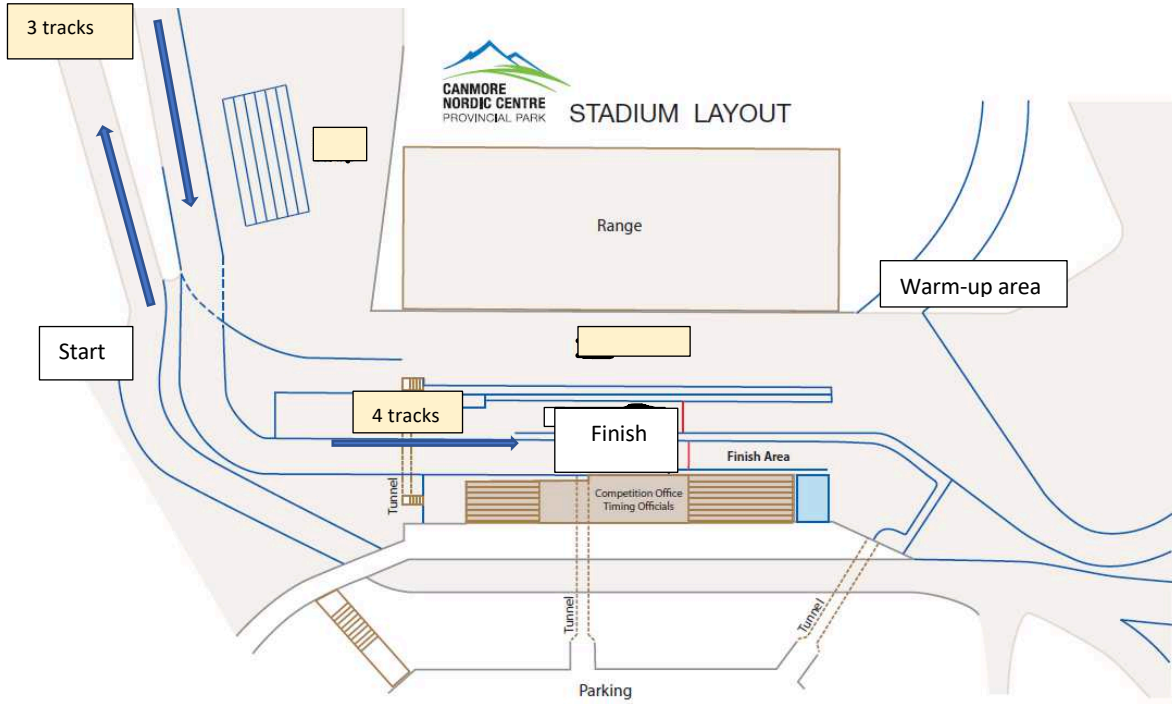 3 tracks
CANMORE
NORDIC CENTRE
PROVINCIAL PARK
STADIUM LAYOUT
Range
Warm-up area
Start
4 tracks
Finish
Finish Area
Tunnel
Competition Office
Timing Officials
Tunnel
Tunnel
Parking